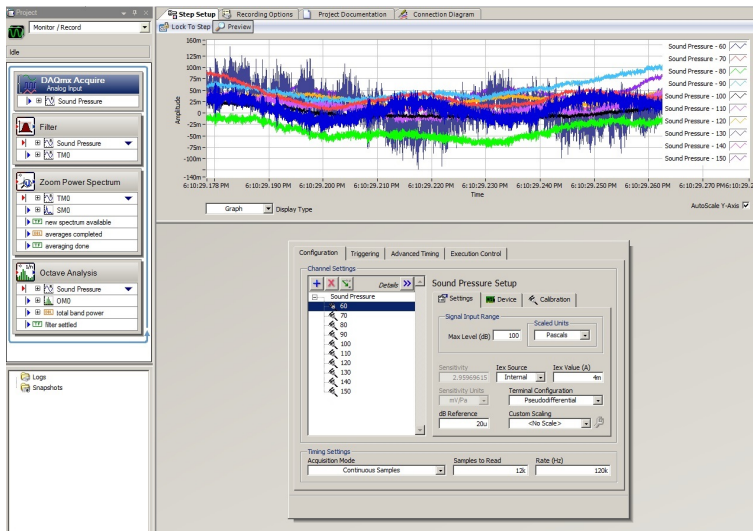 Project
Monitor / Record
Idle
DAQmx Acquire
Analog Input
Sound Pressure
Filter
Sound Pressure
TM0
Zoom Power Spectrum
TM0
SM0
new spectrum available
averages completed
averaging done
Octave Analysis
Sound Pressure
OM0
total band power
filter settled
Logs
Snapshots
Step Setup
Recording Options
Project Documentation
Connection Diagram
Lock To Step
Preview
Amplitude
160m
125m
100m
75m
50m
25m
0
-25m
-50m
-75m
-100m
-140m
6:10:29.178 PM
6:10:29.190 PM
6:10:29.200 PM
6:10:29.210 PM
6:10:29.220 PM
6:10:29.230 PM
6:10:29.240 PM
6:10:29.250 PM
6:10:29.260 PM
6:10:29.270 PM
6:10:29.2
Time
Sound Pressure - 60
Sound Pressure - 70
Sound Pressure - 80
Sound Pressure - 90
Sound Pressure - 100
Sound Pressure - 110
Sound Pressure - 120
Sound Pressure - 130
Sound Pressure - 140
Sound Pressure - 150
Graph
Display Type
AutoScale Y-Axis
Configuration
Triggering
Advanced Timing
Execution Control
Channel Settings
Details
Sound Pressure
60
70
80
90
100
110
120
130
140
150
Sound Pressure Setup
Settings
Device
Calibration
Signal Input Range
Max Level (dB)
100
Scaled Units
Pascals
Sensitivity
2.95969615
Iex Source
Internal
Iex Value (A)
4m
Sensitivity Units
mV/Pa
Terminal Configuration
Pseudodifferential
dB Reference
20u
Custom Scaling
<No Scale>
Timing Settings
Acquisition Mode
Continuous Samples
Samples to Read
12k
Rate (Hz)
120k